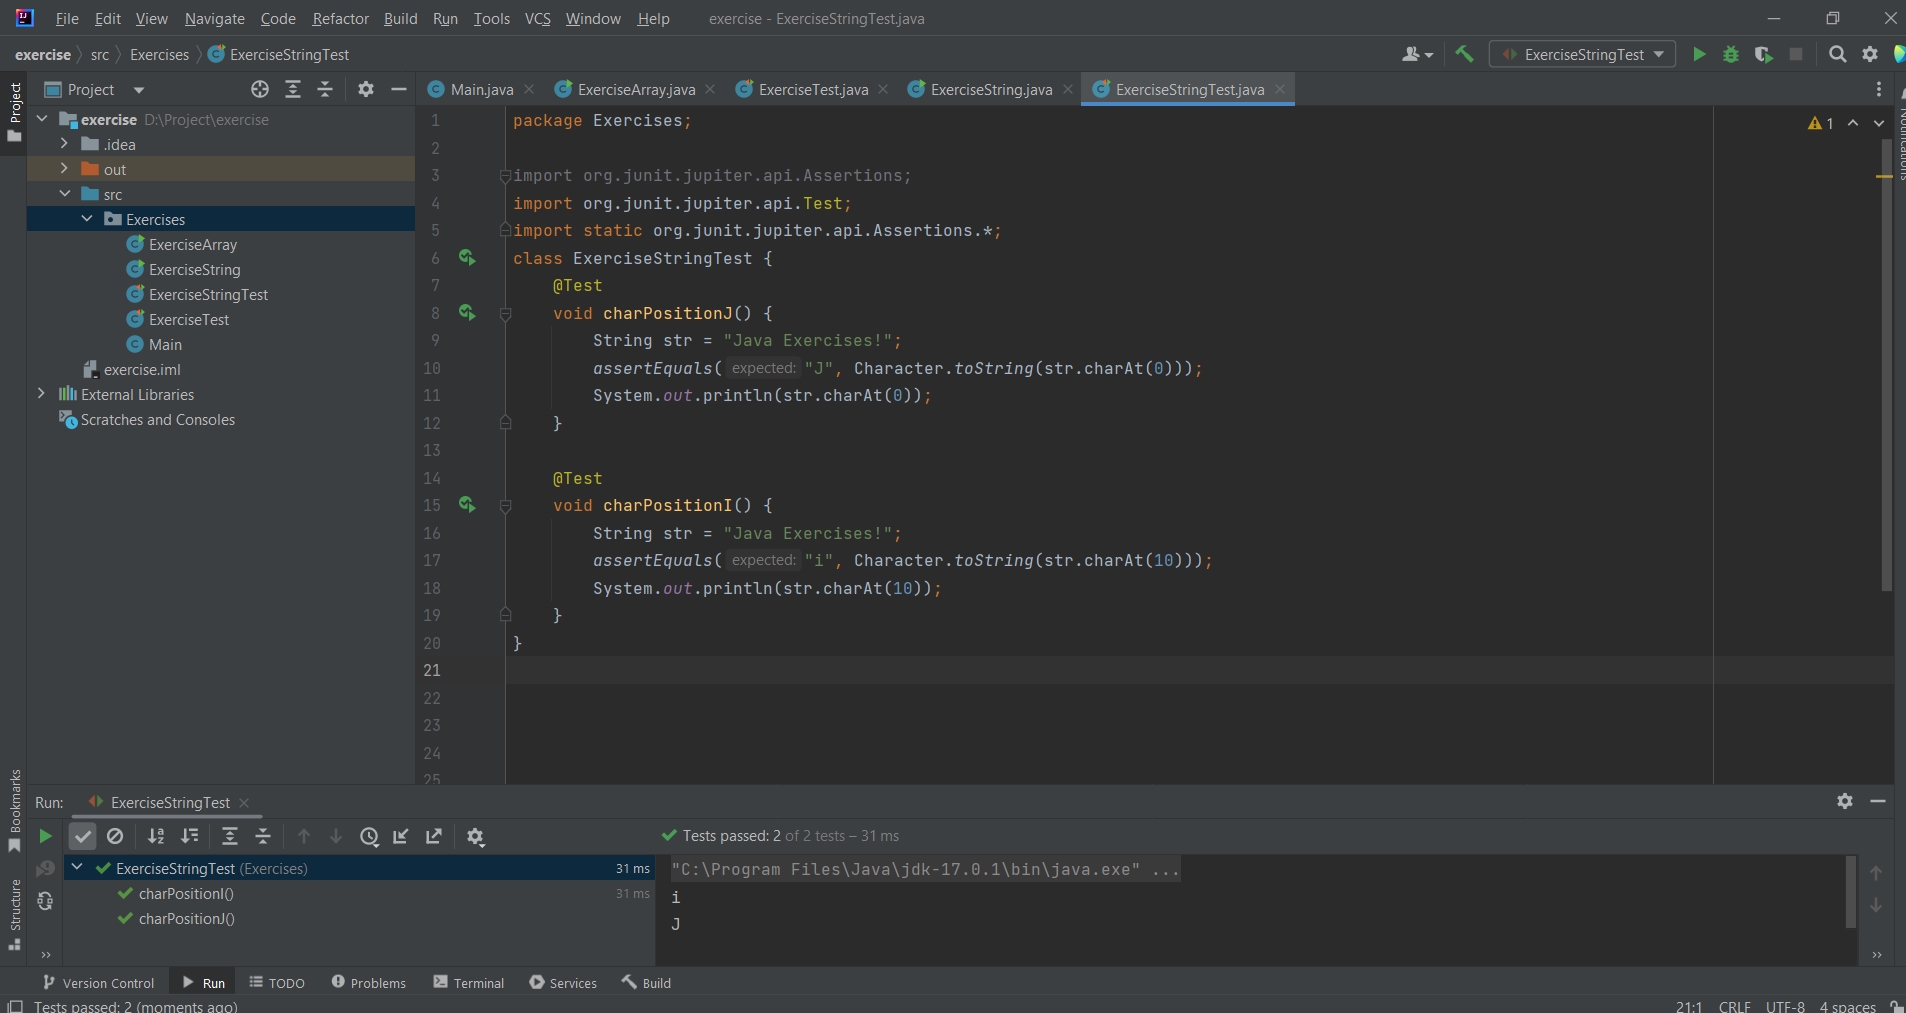 File Edit View Navigate Code Refactor Build Run Tools VCS Window Help exercise - ExerciseStringTest.java
exercise src Exercises ExerciseStringTest
ExerciseStringTest
Project
Main.java ExerciseArray.java ExerciseTest.java ExerciseString.java ExerciseStringTest.java
Project
exercise D:\Project\exercise
.idea
out
src
Exercises
ExerciseArray
ExerciseString
ExerciseStringTest
ExerciseTest
Main
exercise.iml
External Libraries
Scratches and Consoles
1 package Exercises;
2
3 import org.junit.jupiter.api.Assertions;
4 import org.junit.jupiter.api.Test;
5 import static org.junit.jupiter.api.Assertions.*;
6 class ExerciseStringTest {
7 @Test
8 void charPositionJ() {
9 String str = "Java Exercises!";
10 assertEquals( expected: "J", Character.toString(str.charAt(0)));
11 System.out.println(str.charAt(0));
12 }
13
14 @Test
15 void charPositionI() {
16 String str = "Java Exercises!";
17 assertEquals( expected: "i", Character.toString(str.charAt(10)));
18 System.out.println(str.charAt(10));
19 }
20 }
21
22
23
24
25
1
Notifications
Bookmarks
Structure
Run: ExerciseStringTest
Tests passed: 2 of 2 tests – 31 ms
ExerciseStringTest (Exercises) 31 ms
charPositionI() 31 ms
charPositionJ()
"C:\Program Files\Java\jdk-17.0.1\bin\java.exe" ...
i
J
Version Control Run TODO Problems Terminal Services Build
Tests passed: 2 (moments ago) 21:1 CRLF UTF-8 4 spaces